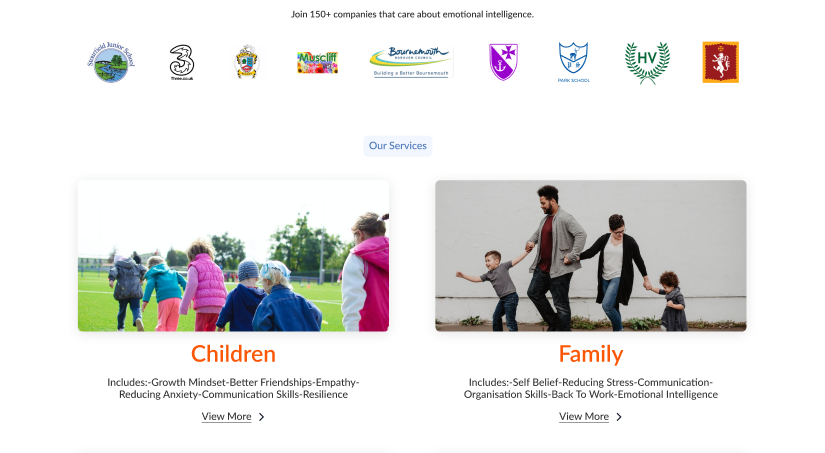 Join 150+ companies that care about emotional intelligence.
Stourfield Junior School
Three.co.uk
Muscliff
Bournemouth
BOROUGH COUNCIL
Building a Better Bournemouth
PARK SCHOOL
HV
Our Services
Children
Includes:-Growth Mindset-Better Friendships-Empathy-
Reducing Anxiety-Communication Skills-Resilience
View More
Family
Includes:-Self Belief-Reducing Stress-Communication-
Organisation Skills-Back To Work-Emotional Intelligence
View More